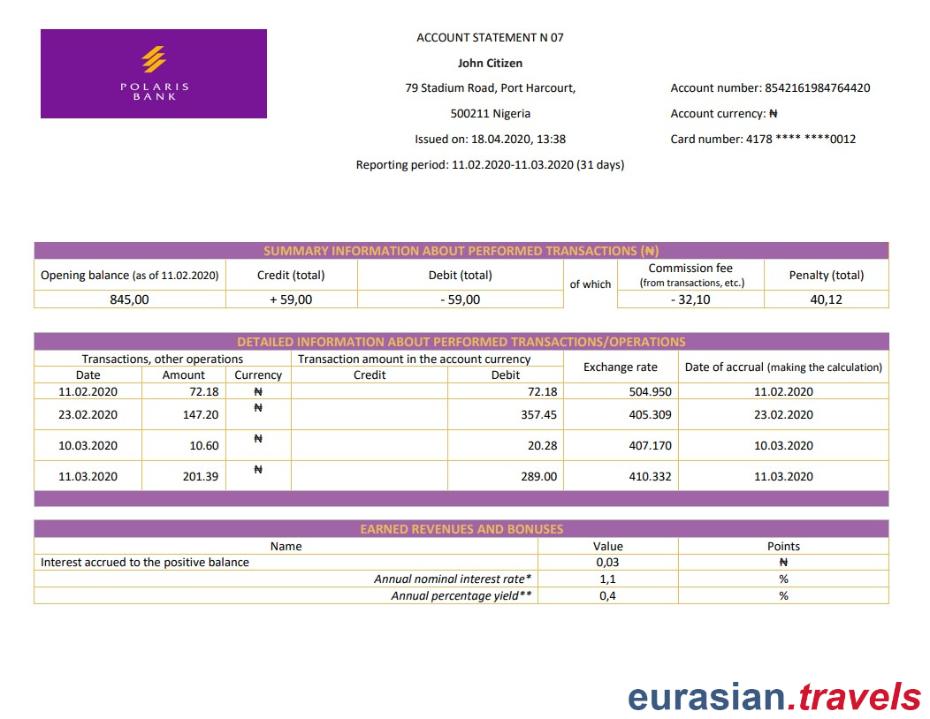 POLARIS
BANK
ACCOUNT STATEMENT N 07
John Citizen
79 Stadium Road, Port Harcourt,
500211 Nigeria
Issued on: 18.04.2020, 13:38
Reporting period: 11.02.2020-11.03.2020 (31 days)
Account number: 8542161984764420
Account currency: ₦
Card number: 4178 **** ****0012
SUMMARY INFORMATION ABOUT PERFORMED TRANSACTIONS (₦)
Opening balance (as of 11.02.2020) Credit (total) Debit (total) of which Commission fee (from transactions, etc.) Penalty (total)
845,00 + 59,00 - 59,00 - 32,10 40,12
DETAILED INFORMATION ABOUT PERFORMED TRANSACTIONS/OPERATIONS
Transactions, other operations Transaction amount in the account currency Exchange rate Date of accrual (making the calculation)
Date Amount Currency Credit Debit
11.02.2020 72.18 ₦ 72.18 504.950 11.02.2020
23.02.2020 147.20 ₦ 357.45 405.309 23.02.2020
10.03.2020 10.60 ₦ 20.28 407.170 10.03.2020
11.03.2020 201.39 ₦ 289.00 410.332 11.03.2020
EARNED REVENUES AND BONUSES
Name Value Points
Interest accrued to the positive balance 0,03 ₦
Annual nominal interest rate* 1,1 %
Annual percentage yield** 0,4 %
eurasian.travels